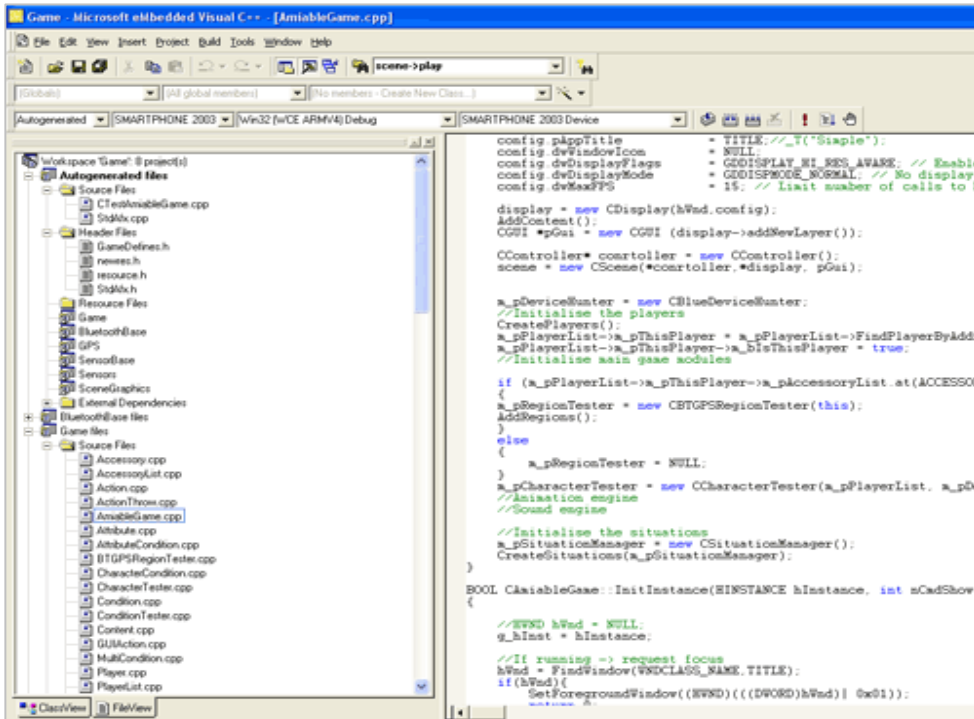 Game - Microsoft eMbedded Visual C++ - [AmiableGame.cpp]
File Edit View Insert Project Build Tools Window Help
scene->play
(Globals) (All global members) (No members - Create New Class...)
Autogenerated SMARTPHONE 2003 Win32 (WCE ARMV4) Debug SMARTPHONE 2003 Device
Workspace 'Game': 8 project(s)
Autogenerated files
Source Files
CTestAmiableGame.cpp
StdAfx.cpp
Header Files
GameDefines.h
newres.h
resource.h
StdAfx.h
Resource Files
Game
BluetoothBase
GPS
SensorBase
Sensors
SceneGraphics
External Dependencies
BluetoothBase files
Game files
Source Files
Accessory.cpp
AccessoryList.cpp
Action.cpp
ActionThrow.cpp
AmiableGame.cpp
Attribute.cpp
AttributeCondition.cpp
BTGPSRegionTester.cpp
CharacterCondition.cpp
CharacterTester.cpp
Condition.cpp
ConditionTester.cpp
Content.cpp
GUIAction.cpp
MultiCondition.cpp
Player.cpp
PlayerList.cpp
ClassView FileView
config.pAppTitle = TITLE;//_T("Simple");
config.dwWindowIcon = NULL;
config.dwDisplayFlags = GDDISPLAY_HI_RES_AWARE; // Enabl
config.dwDisplayMode = GDDISPMODE_NORMAL; // No display
config.dwMaxFPS = 15; // Limit number of calls to
display = new CDisplay(hWnd,config);
AddContent();
CGUI *pGui = new CGUI (display->addNewLayer());
CController* conrtoller = new CController();
scene = new CScene(*conrtoller,*display, pGui);
m_pDeviceHunter = new CBlueDeviceHunter;
//Initialise the players
CreatePlayers();
m_pPlayerList->m_pThisPlayer = m_pPlayerList->FindPlayerByAdd
m_pPlayerList->m_pThisPlayer->m_bIsThisPlayer = true;
//Initialise main game modules
if (m_pPlayerList->m_pThisPlayer->m_pAccessoryList.at(ACCESSO
{
m_pRegionTester = new CBTGPSRegionTester(this);
AddRegions();
}
else
{
m_pRegionTester = NULL;
}
m_pCharacterTester = new CCharacterTester(m_pPlayerList, m_pD
//Animation engine
//Sound engine
//Initialise the situations
m_pSituationManager = new CSituationManager();
CreateSituations(m_pSituationManager);
}
BOOL CAmiableGame::InitInstance(HINSTANCE hInstance, int nCmdShow
{
//HWND hWnd = NULL;
g_hInst = hInstance;
//If running -> request focus
hWnd = FindWindow(WNDCLASS_NAME,TITLE);
if(hWnd){
SetForegroundWindow((HWND)(((DWORD)hWnd)| 0x01));
return 0;